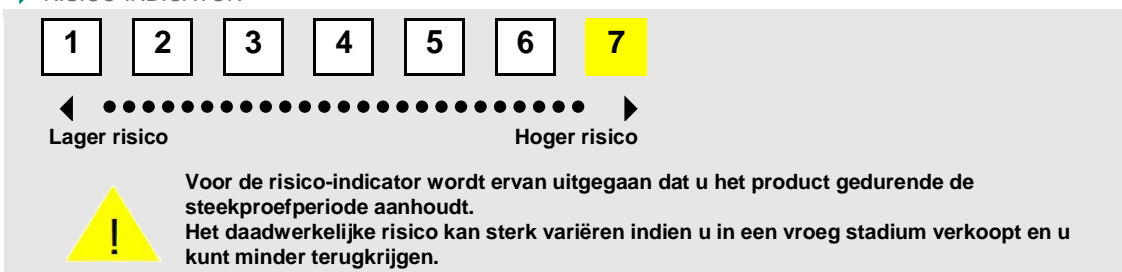 RISICO-INDICATOR
1 2 3 4 5 6 7
Lager risico Hoger risico
Voor de risico-indicator wordt ervan uitgegaan dat u het product gedurende de
steekproefperiode aanhoudt.
Het daadwerkelijke risico kan sterk variëren indien u in een vroeg stadium verkoopt en u
kunt minder terugkrijgen.
!